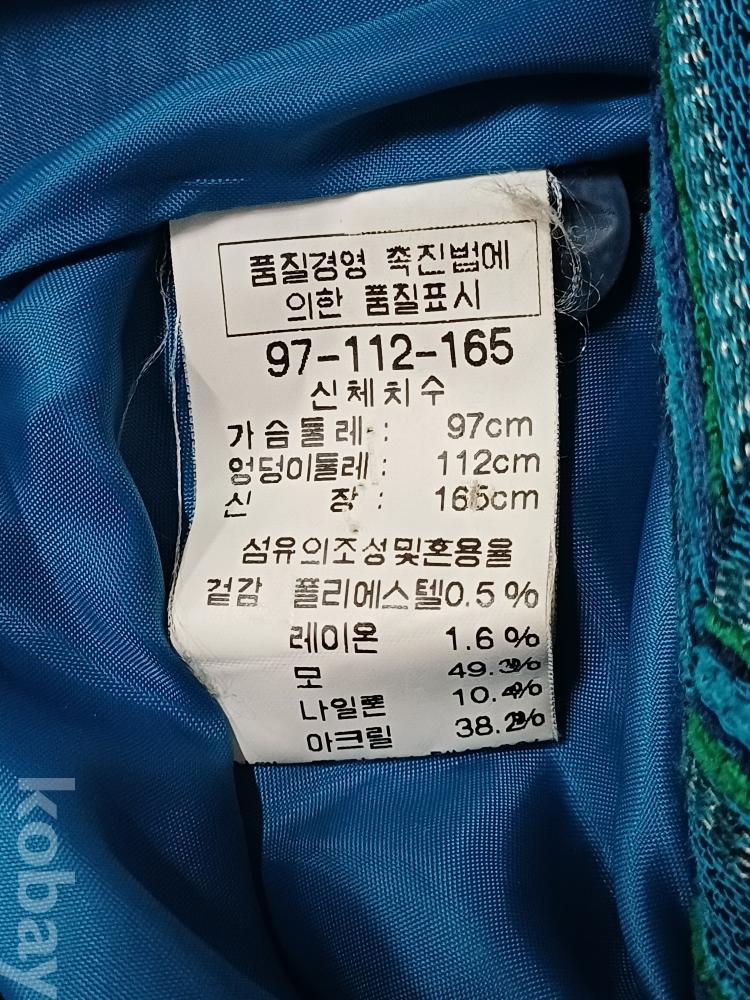 품질경영 촉진법에
의한 품질표시
97-112-165
신체치수
가슴둘레 : 97cm
엉덩이둘레 : 112cm
신 장 : 165cm
섬유의조성및혼용율
겉감 폴리에스텔0.5%
레이온 1.6%
모 49.3%
나일론 10.4%
아크릴 38.2%
kobay